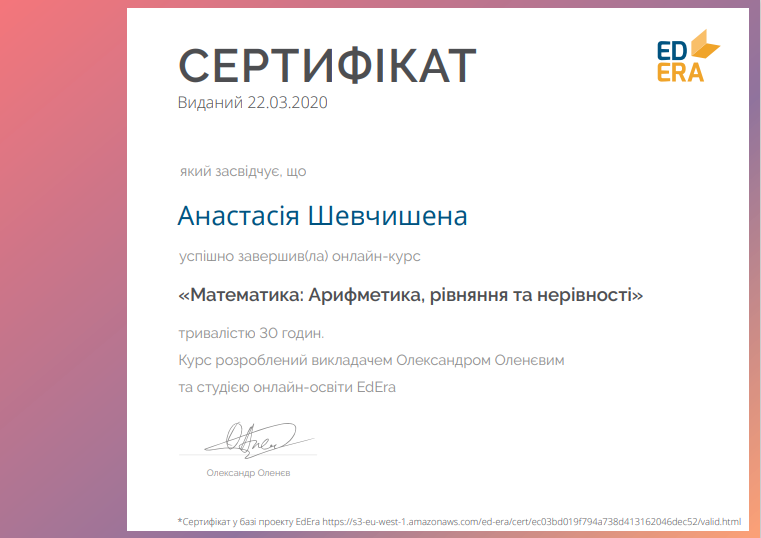 СЕРТИФІКАТ
ED
ERA
Виданий 22.03.2020
який засвідчує, що
Анастасія Шевчишена
успішно завершив(ла) онлайн-курс
«Математика: Арифметика, рівняння та нерівності»
тривалістю 30 годин.
Курс розроблений викладачем Олександром Оленєвим
та студією онлайн-освіти EdEra
Олександр Оленєв
*Сертифікат у базі проекту EdEra https://s3-eu-west-1.amazonaws.com/ed-era/cert/ec03bd019f794a738d413162046dec52/valid.html